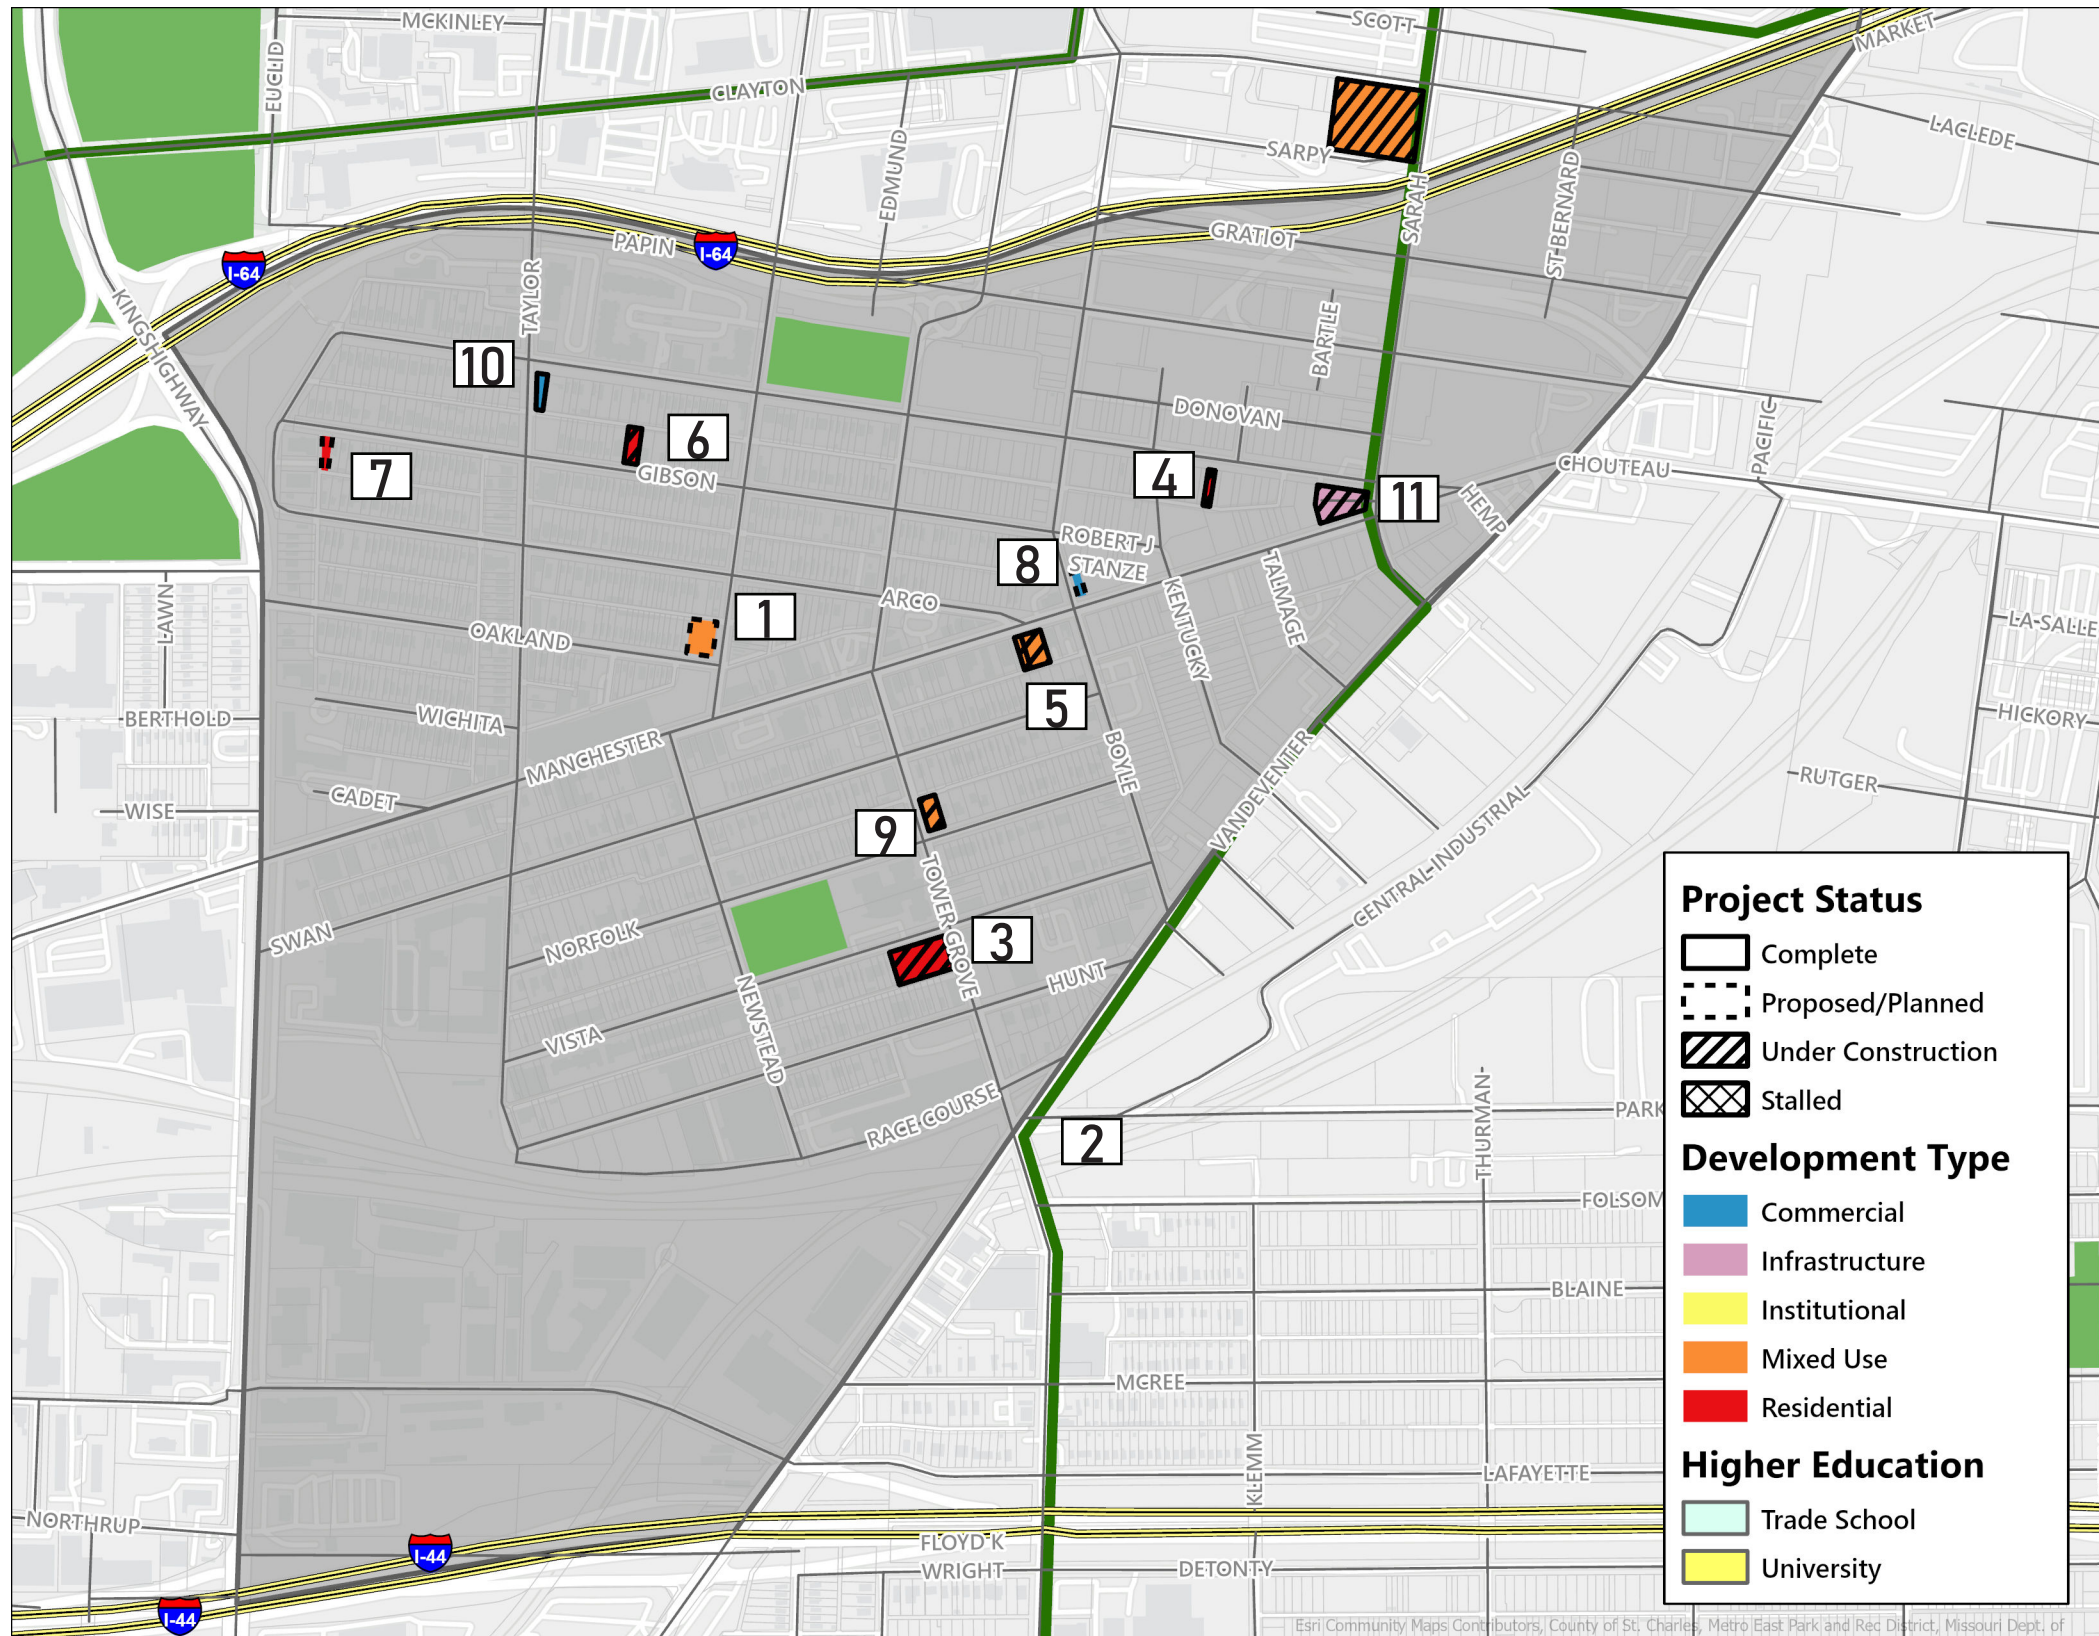 MCKINLEY
SCOTT
MARKET
EUCLID
CLAYTON
LACLEDE
EDMUND
SARPY
ST BERNARD
SARAH
GRATIOT
PAPIN
I-64
I-64
TAYLOR
KINGSHIGHWAY
BARTLE
10
DONOVAN
PACIFIC
6
7
GIBSON
4
CHOUTEAU
11
HEMP
ROBERT J
STANZE
8
TALMAGE
KENTUCKY
LAWN
ARCO
1
OAKLAND
LA SALLE
5
BERTHOLD
WICHITA
HICKORY
MANCHESTER
BOYLE
VANDEVENTER
RUTGER
CADET
WISE
9
CENTRAL INDUSTRIAL
TOWER GROVE
SWAN
NORFOLK
3
HUNT
NEWSTEAD
VISTA
RACE COURSE
2
THURMAN
PARK
FOLSOM
BLAINE
MCREE
KLEMM
LAFAYETTE
NORTHRUP
I-44
FLOYD K
WRIGHT
DETONTY
I-44
Project Status
Complete
Proposed/Planned
Under Construction
Stalled
Development Type
Commercial
Infrastructure
Institutional
Mixed Use
Residential
Higher Education
Trade School
University
Esri Community Maps Contributors, County of St. Charles, Metro East Park and Rec District, Missouri Dept. of